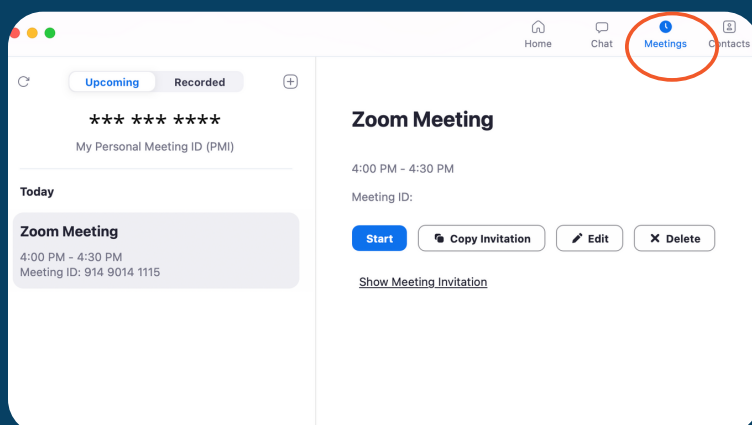 Home
Chat
Meetings
Contacts
Upcoming
Recorded
*** *** ****
My Personal Meeting ID (PMI)
Today
Zoom Meeting
4:00 PM - 4:30 PM
Meeting ID: 914 9014 1115
Zoom Meeting
4:00 PM - 4:30 PM
Meeting ID:
Start
Copy Invitation
Edit
Delete
Show Meeting Invitation